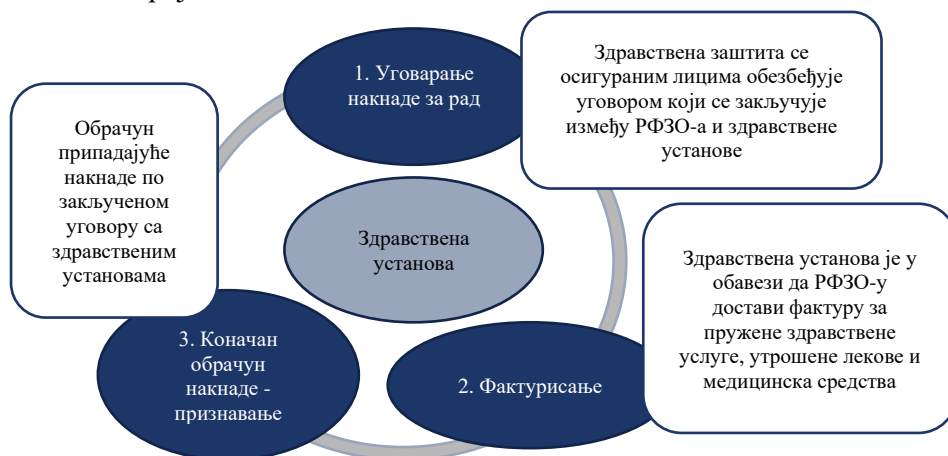 1. Уговарање
накнаде за рад
Здравствена заштита се
осигураним лицима обезбеђује
уговором који се закључује
између РФЗО-а и здравствене
установе
Обрачун
припадајуће
накнаде по
закљученом
уговору са
здравственим
установама
Здравствена
установа
Здравствена установа је у
обавези да РФЗО-у
достави фактуру за
пружене здравствене
услуге, утрошене лекове и
медицинска средства
3. Коначан
обрачун
накнаде -
признавање
2. Фактурисање